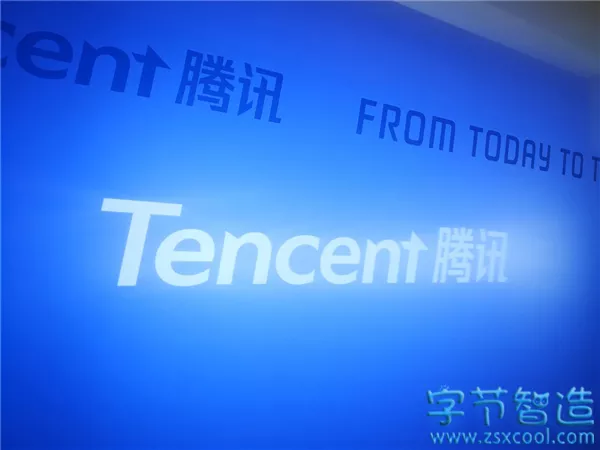 cent 腾讯
FROM TODAY TO T
Tencent 腾讯
字节智造
www.zsxcool.com